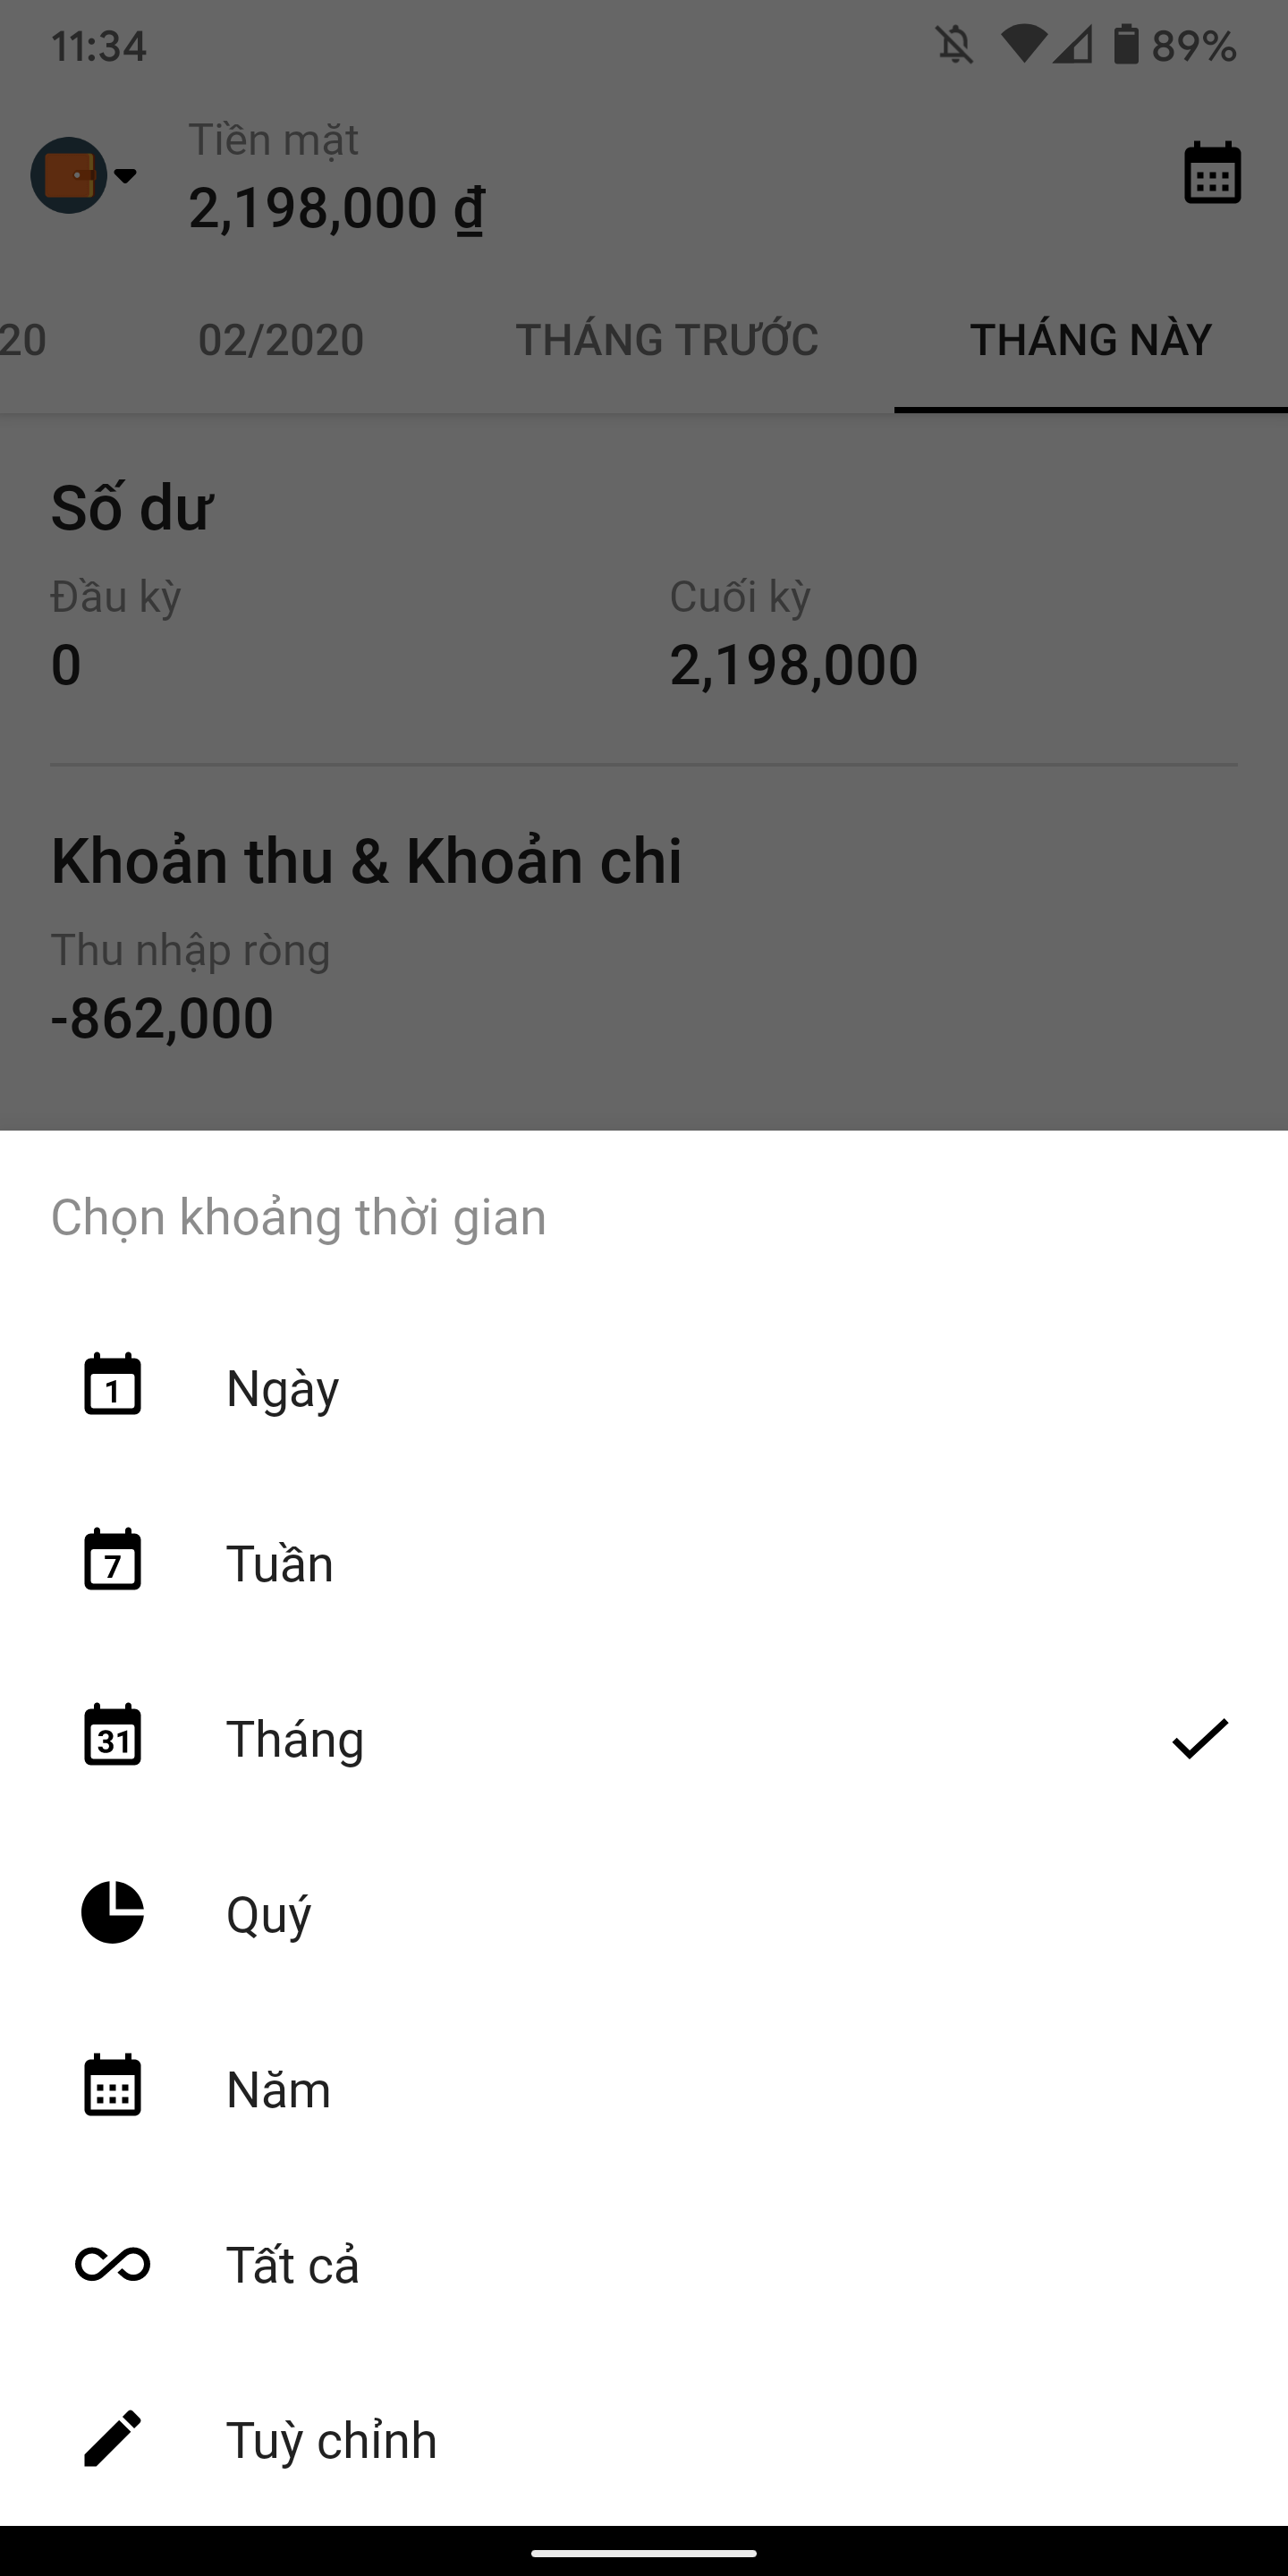 11:34 89%
Tiền mặt
2,198,000 ₫
20 02/2020 THÁNG TRƯỚC THÁNG NÀY
Số dư
Đầu kỳ Cuối kỳ
0 2,198,000
Khoản thu & Khoản chi
Thu nhập ròng
-862,000
Chọn khoảng thời gian
1 Ngày
7 Tuần
31 Tháng
Quý
Năm
Tất cả
Tuỳ chỉnh